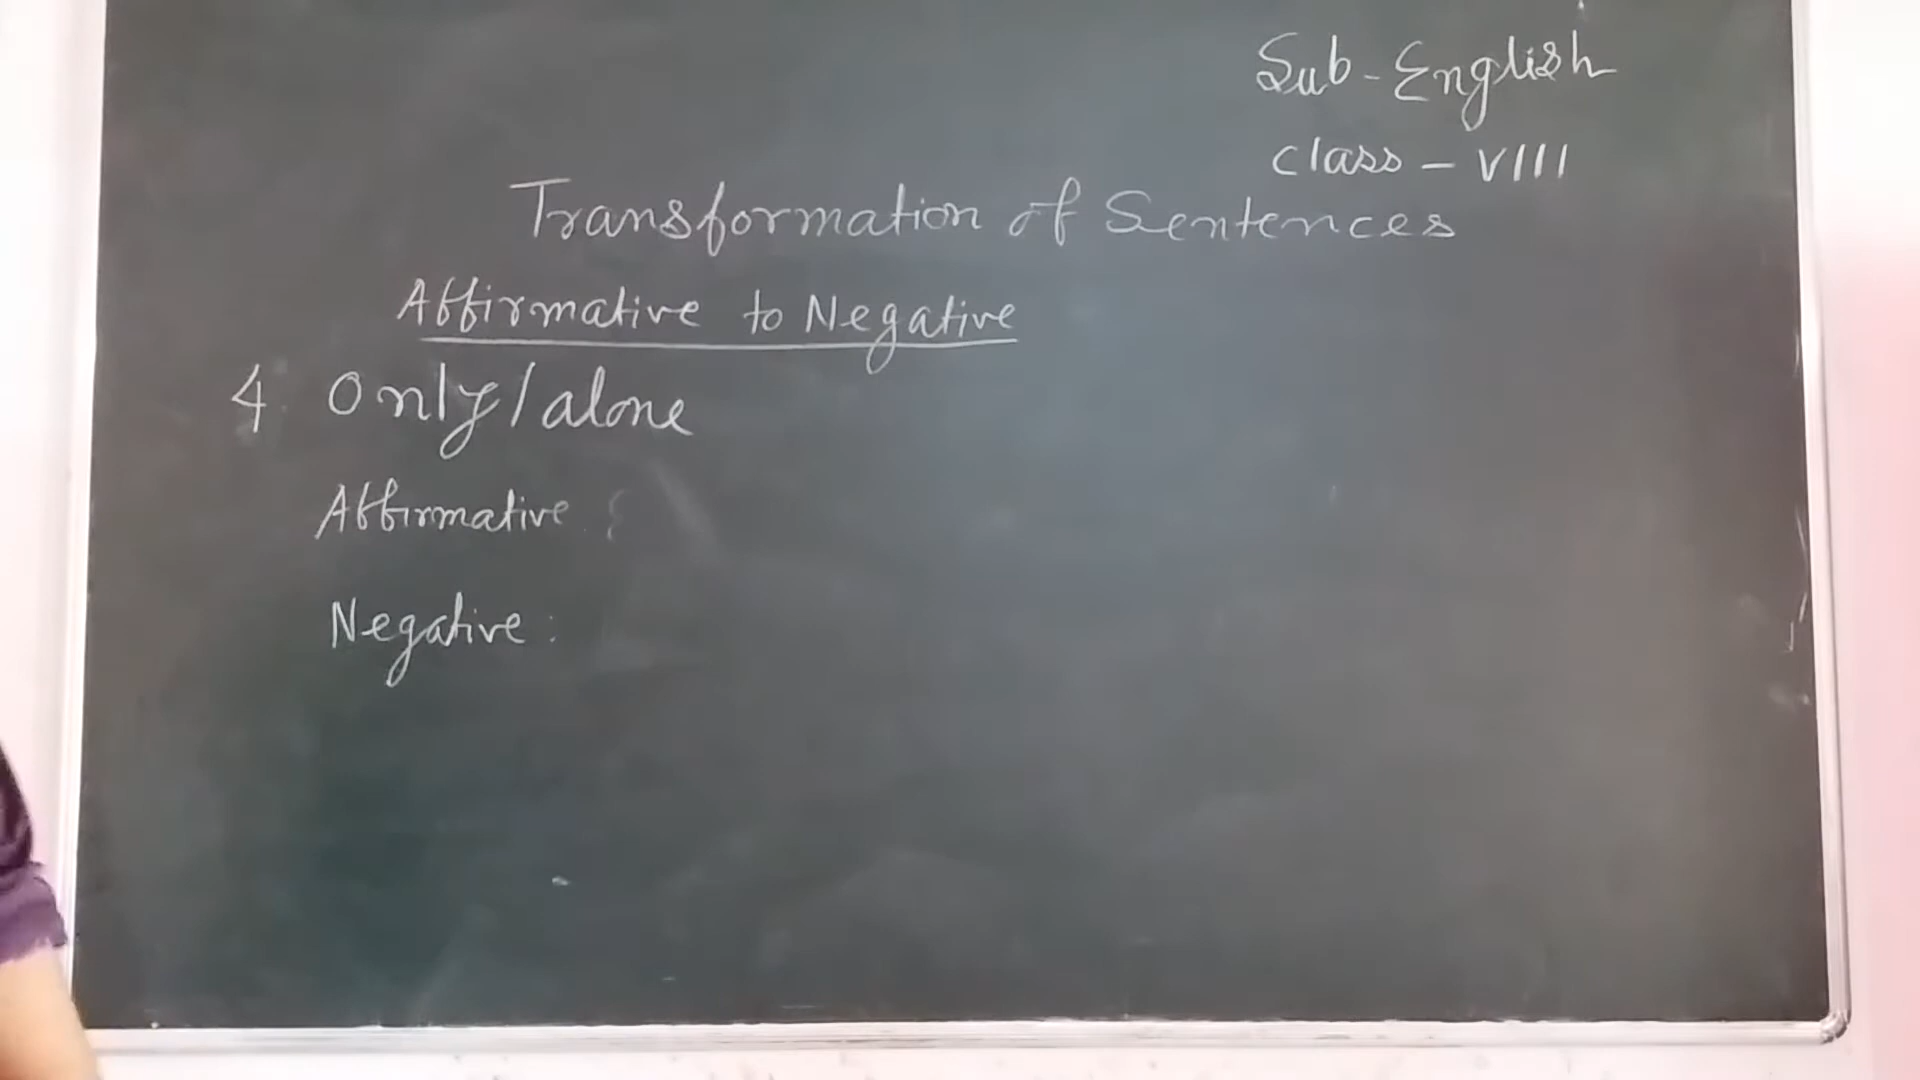 Sub - English
Class - VIII
Transformation of Sentences
Affirmative to Negative
4. Only/alone
Affirmative :
Negative :